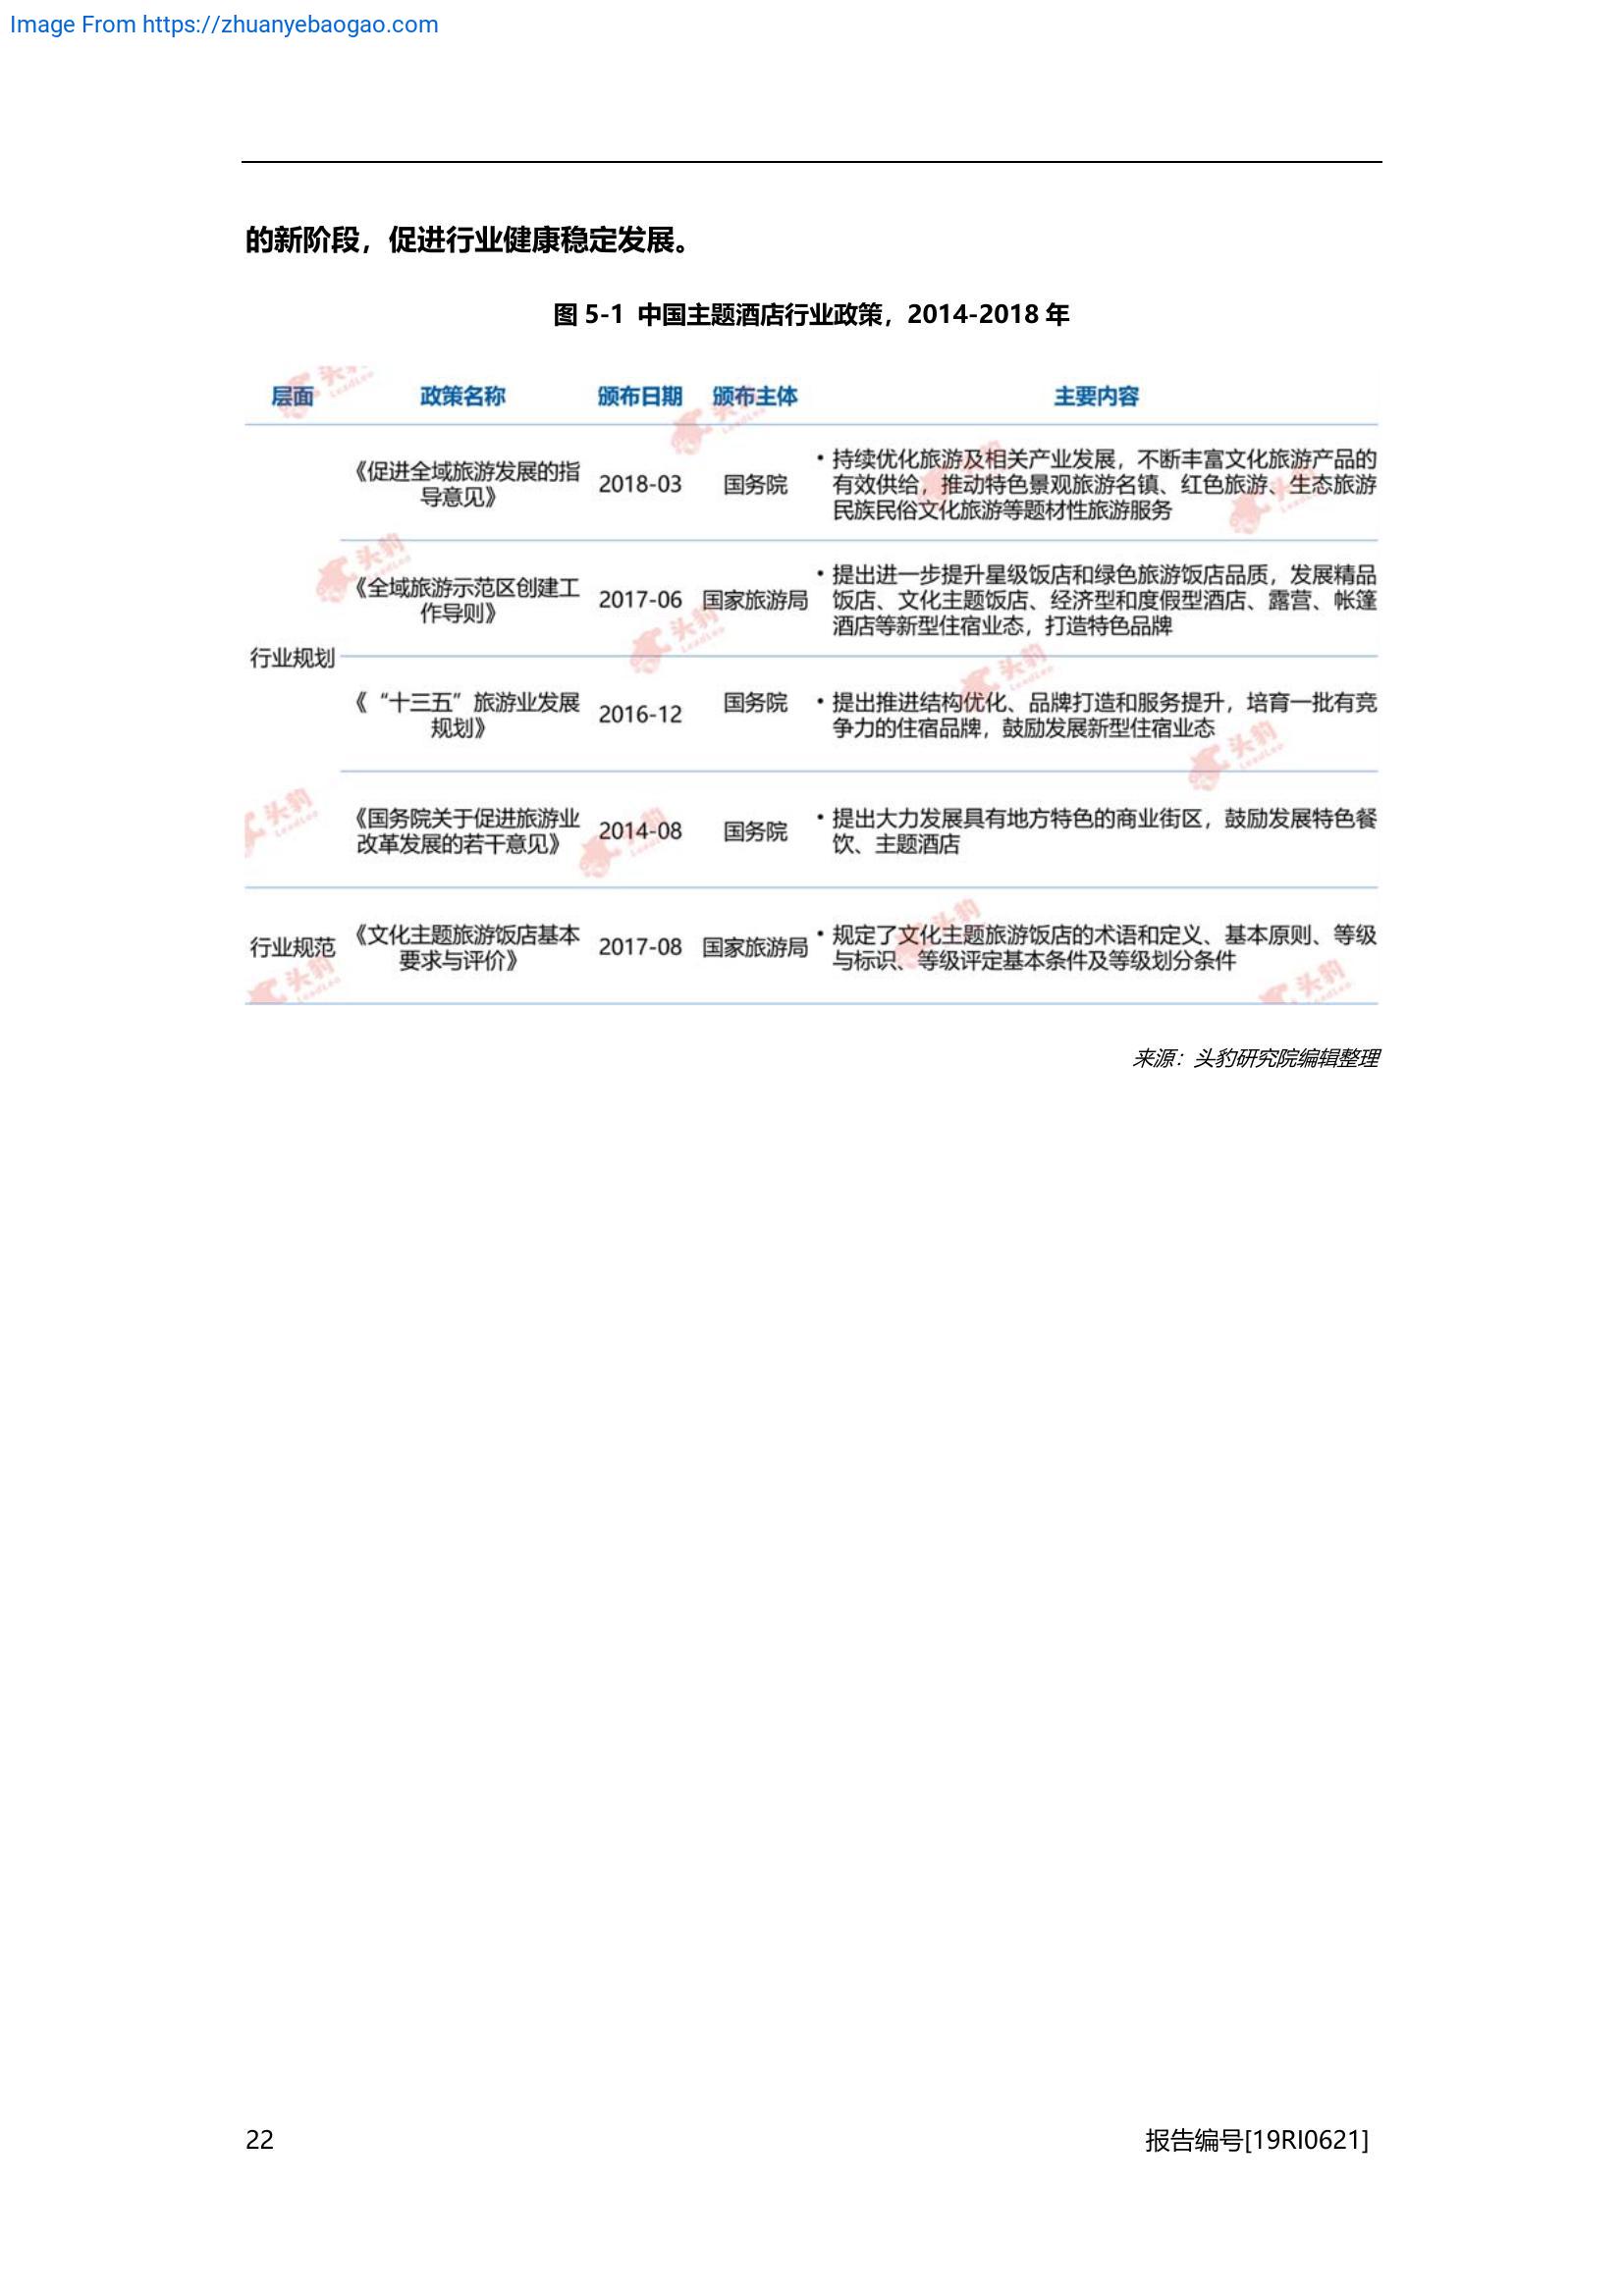 Image From https://zhuanyebaogao.com
的新阶段，促进行业健康稳定发展。
图 5-1 中国主题酒店行业政策，2014-2018 年
层面 政策名称 颁布日期 颁布主体 主要内容
《促进全域旅游发展的指
导意见》
2018-03 国务院
• 持续优化旅游及相关产业发展，不断丰富文化旅游产品的
有效供给，推动特色景观旅游名镇、红色旅游、生态旅游
民族民俗文化旅游等题材性旅游服务
《全域旅游示范区创建工
作导则》
2017-06 国家旅游局
• 提出进一步提升星级饭店和绿色旅游饭店品质，发展精品
饭店、文化主题饭店、经济型和度假型酒店、露营、帐篷
酒店等新型住宿业态，打造特色品牌
行业规划
《“十三五”旅游业发展
规划》
2016-12 国务院
• 提出推进结构优化、品牌打造和服务提升，培育一批有竞
争力的住宿品牌，鼓励发展新型住宿业态
《国务院关于促进旅游业
改革发展的若干意见》
2014-08 国务院
• 提出大力发展具有地方特色的商业街区，鼓励发展特色餐
饮、主题酒店
行业规范
《文化主题旅游饭店基本
要求与评价》
2017-08 国家旅游局
• 规定了文化主题旅游饭店的术语和定义、基本原则、等级
与标识、等级评定基本条件及等级划分条件
来源：头豹研究院编辑整理
22 报告编号[19RI0621]
头豹
LeadLeo